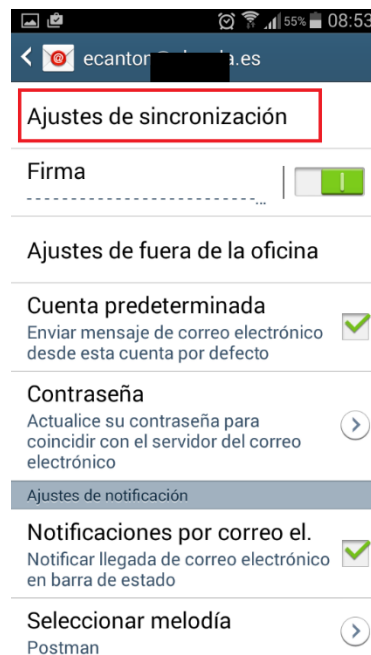 55% 08:53
ecantor a.es
Ajustes de sincronización
Firma
Ajustes de fuera de la oficina
Cuenta predeterminada
Enviar mensaje de correo electrónico
desde esta cuenta por defecto
Contraseña
Actualice su contraseña para
coincidir con el servidor del correo
electrónico
Ajustes de notificación
Notificaciones por correo el.
Notificar llegada de correo electrónico
en barra de estado
Seleccionar melodía
Postman